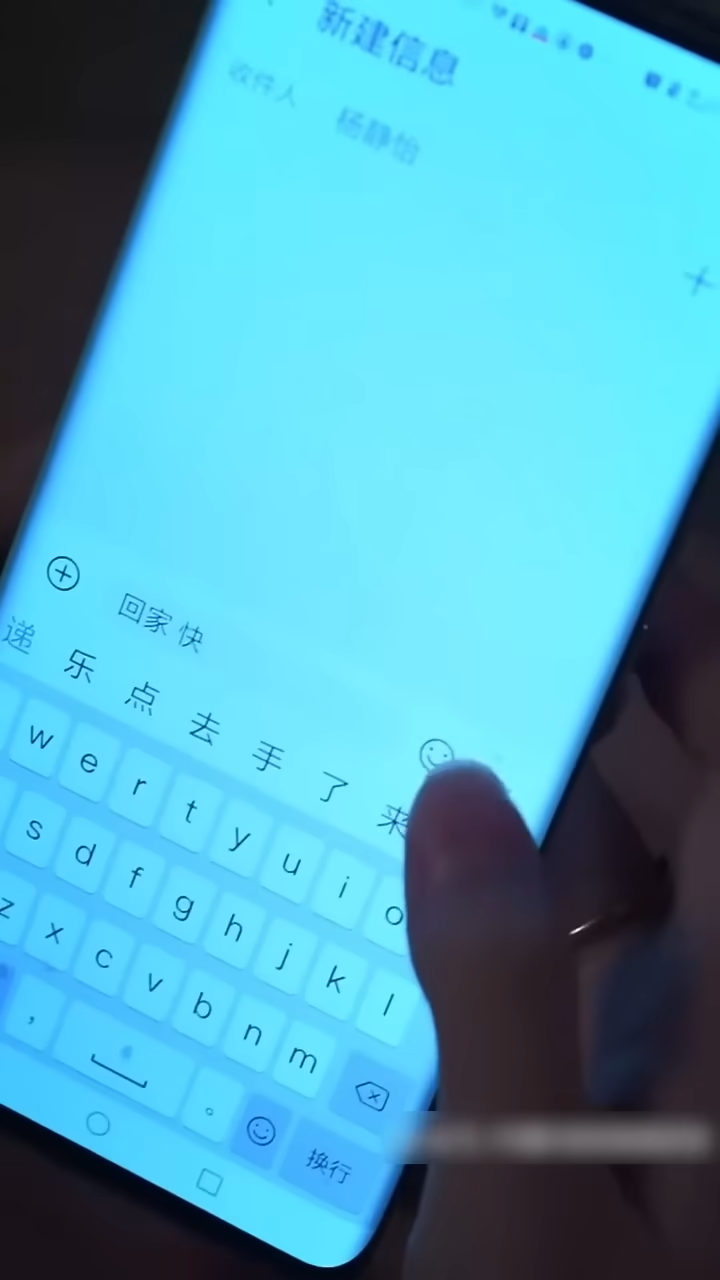 新建信息
收件人 杨静怡
回家 快
递 乐 点 去 手 了 来
w e r t y u i o
s d f g h j k l
z x c v b n m
, 。
换行